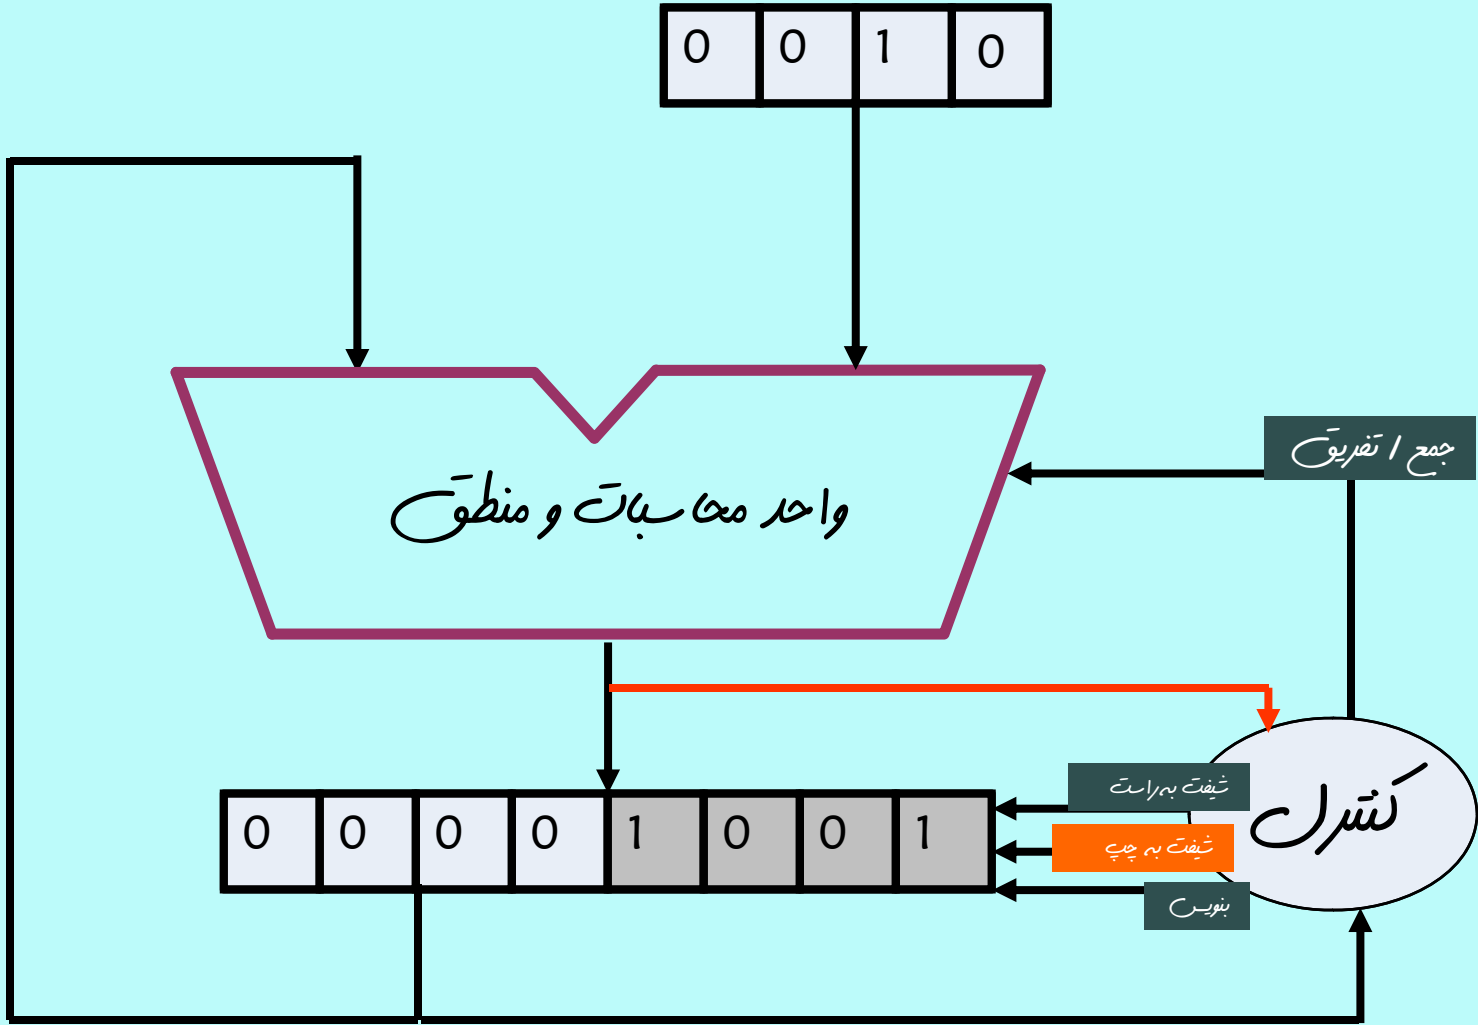 0 0 1 0
جمع / تفریق
واحد محاسبات و منطق
شیفت به راست
کنترل
شیفت به چپ
0 0 0 0 1 0 0 1
بنویس